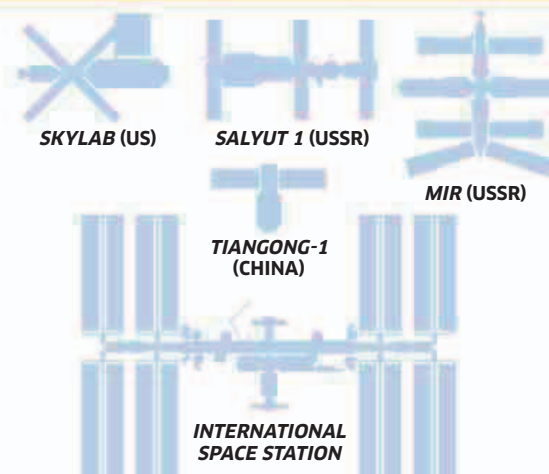 SKYLAB (US)
SALYUT 1 (USSR)
MIR (USSR)
TIANGONG-1
(CHINA)
INTERNATIONAL
SPACE STATION